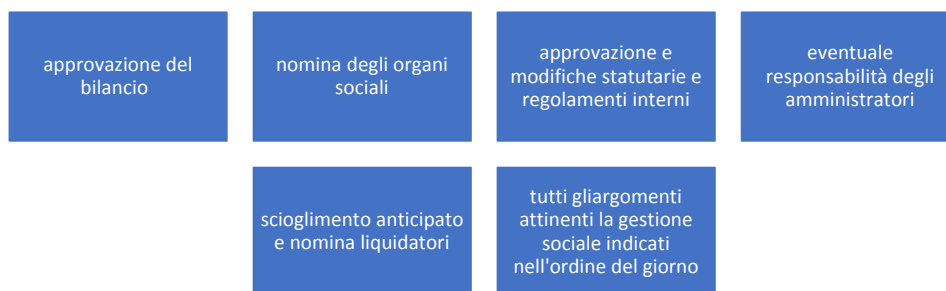 approvazione del
bilancio
nomina degli organi
sociali
approvazione e
modifiche statutarie e
regolamenti interni
eventuale
responsabilità degli
amministratori
scioglimento anticipato
e nomina liquidatori
tutti gliargomenti
attinenti la gestione
sociale indicati
nell'ordine del giorno